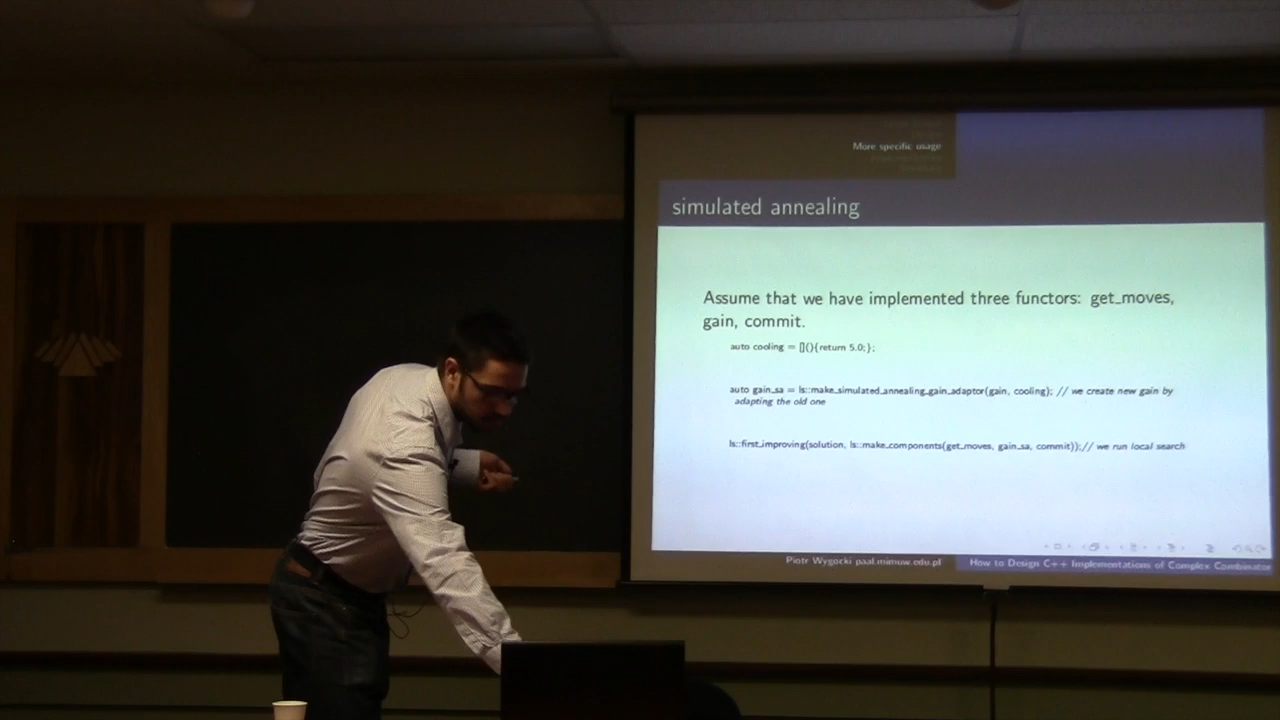 More specific usage
simulated annealing
Assume that we have implemented three functors: get_moves,
gain, commit.
auto cooling = [](){return 5.0;};
auto gain_sa = ls::make_simulated_annealing_gain_adaptor(gain, cooling); // we create new gain by
adapting the old one
ls::first_improving(solution, ls::make_components(get_moves, gain_sa, commit));// we run local search
Piotr Wygocki paal.mimuw.edu.pl
How to Design C++ Implementations of Complex Combinator